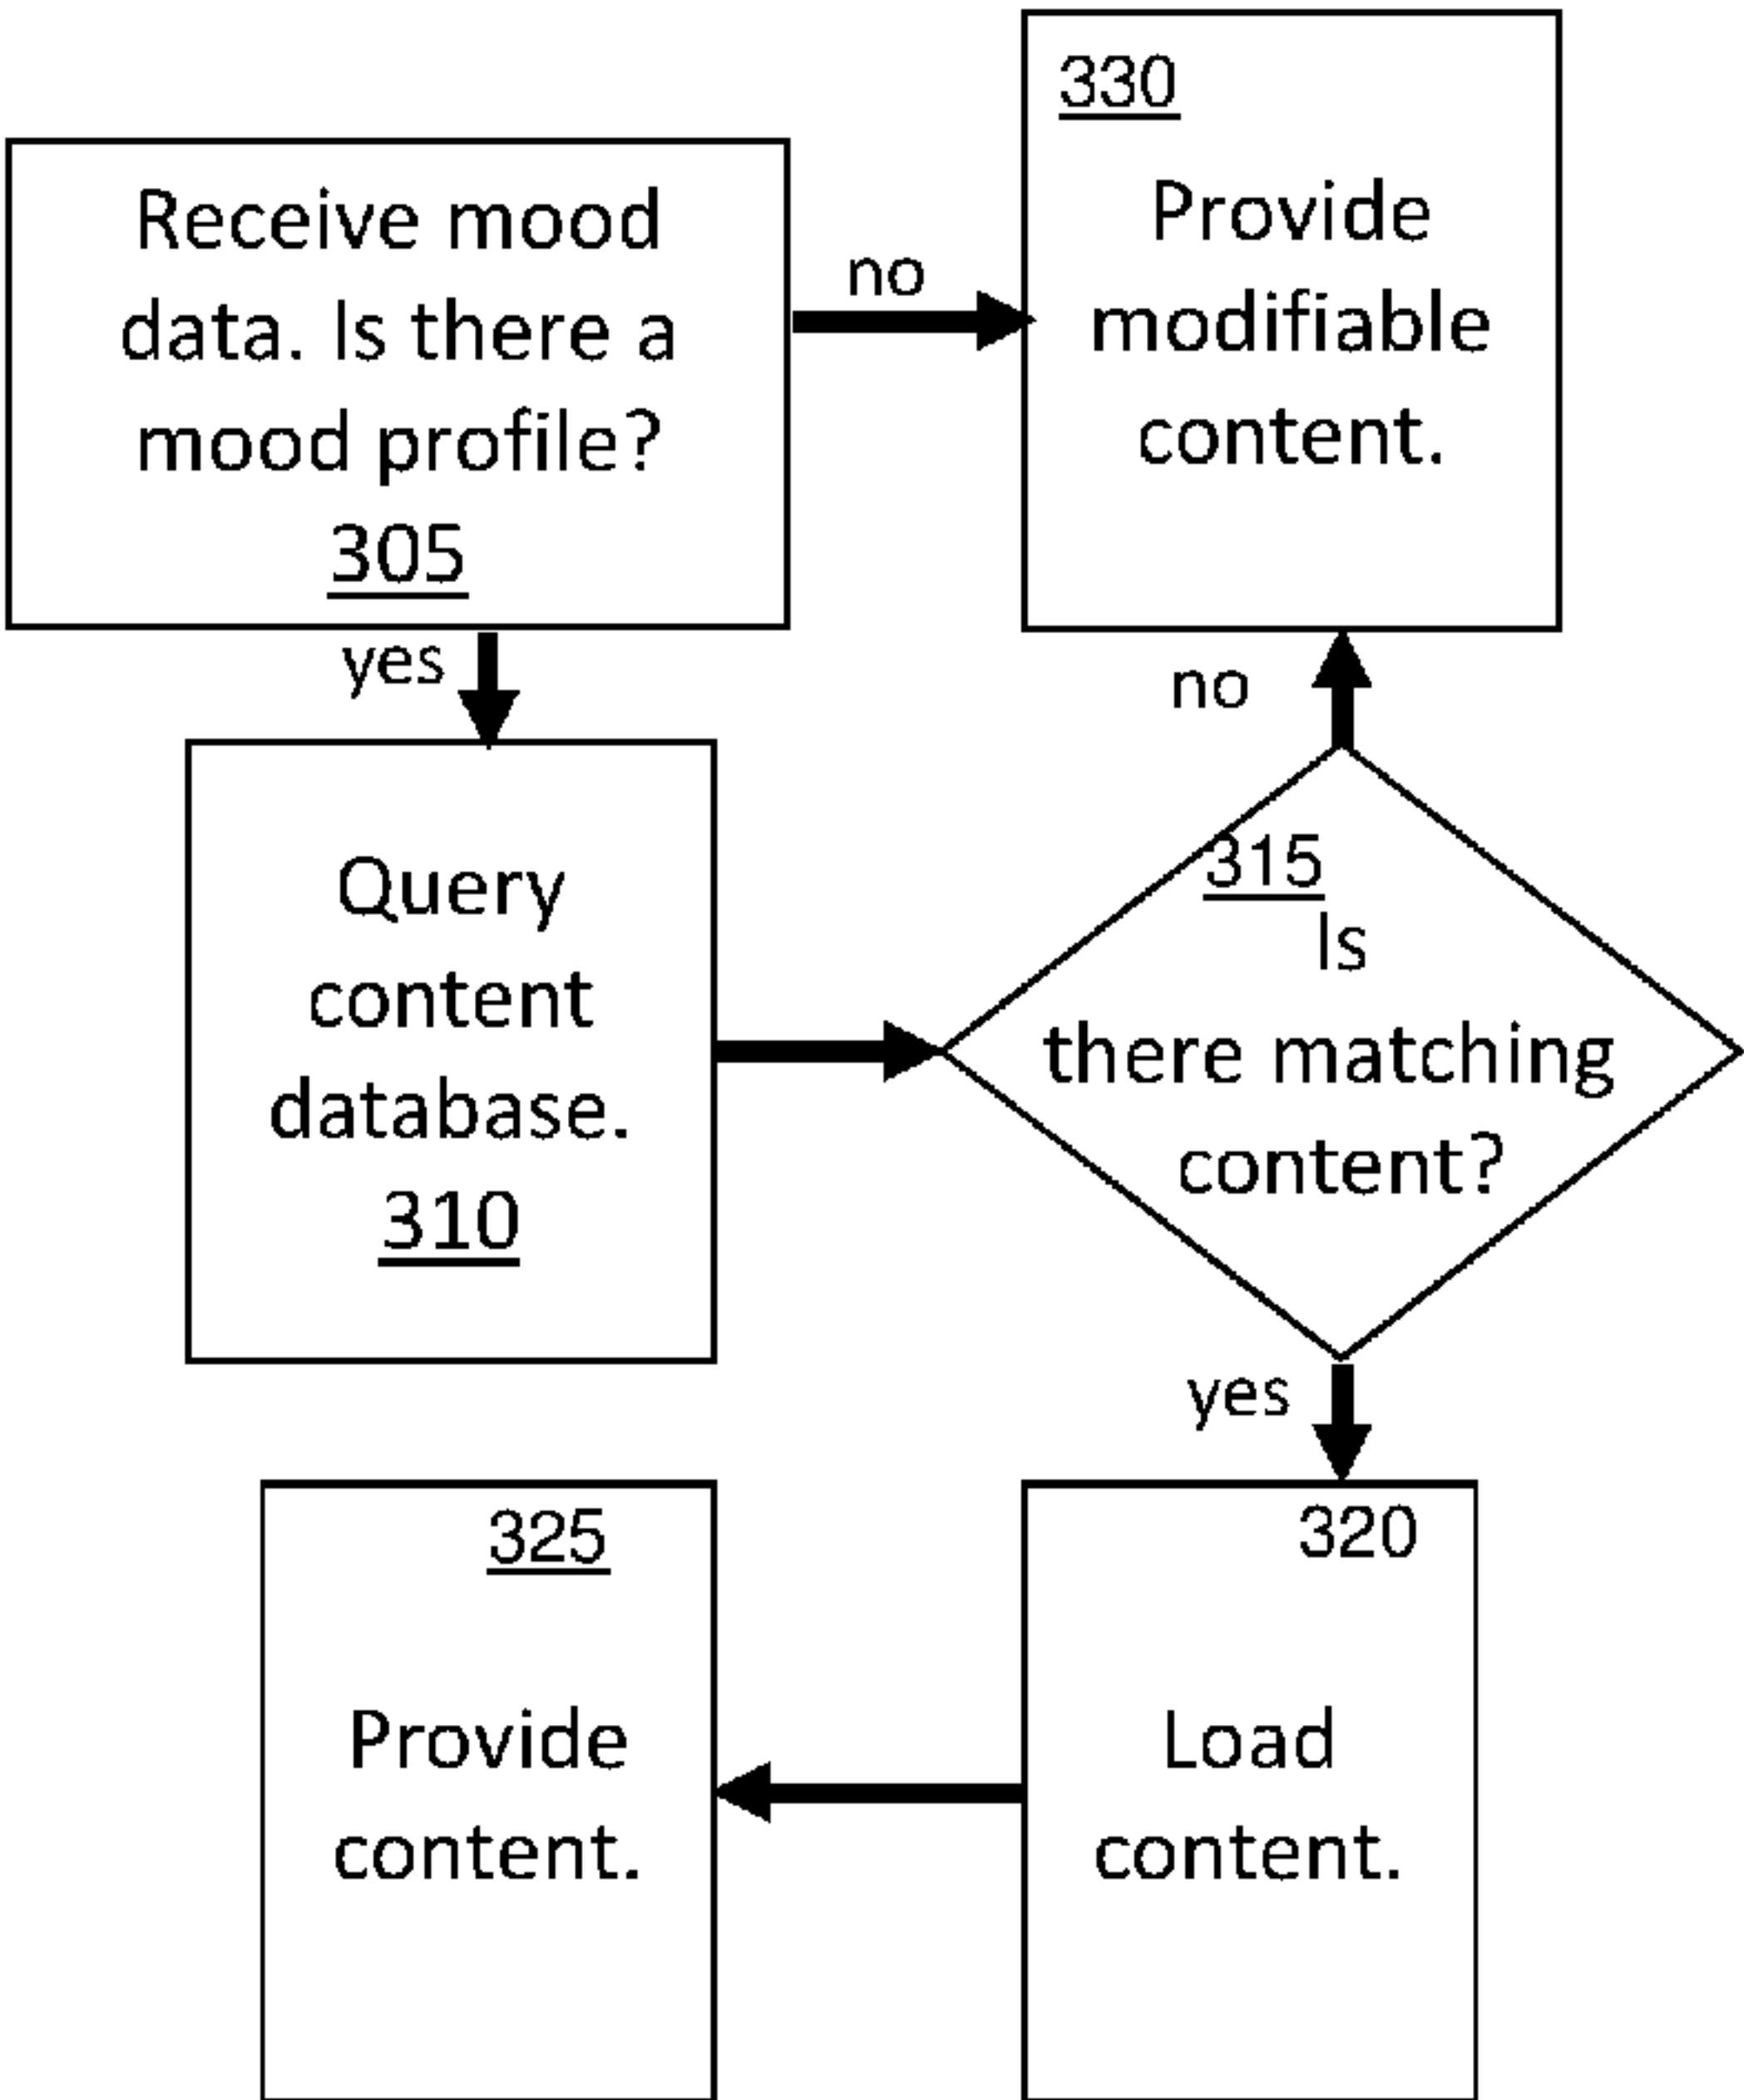 Receive mood
data. Is there a
mood profile?
305
no
330
Provide
modifiable
content.
yes
no
Query
content
database.
310
315
Is
there matching
content?
yes
325
Provide
content.
320
Load
content.